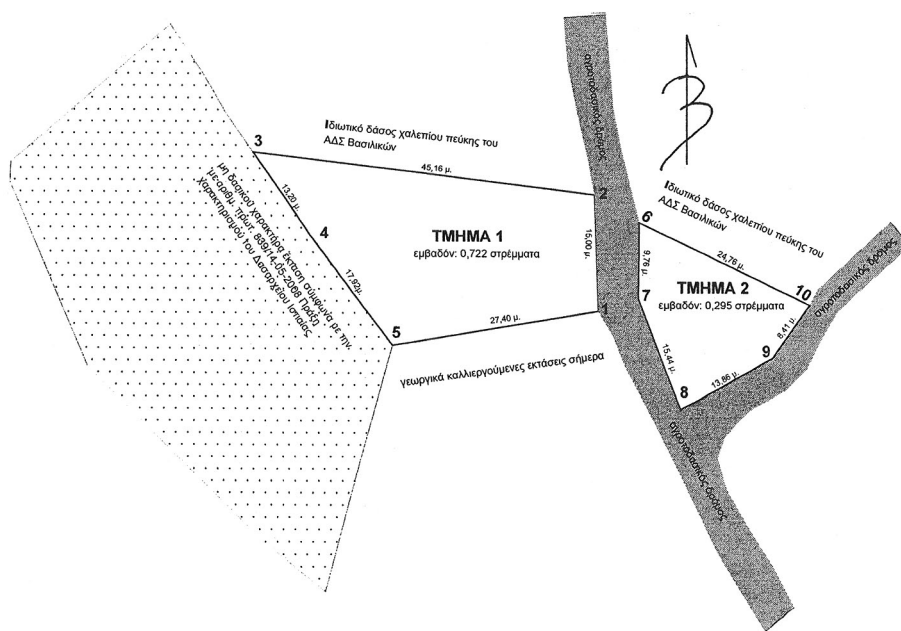 αγροτοδασικός δρόμος
Β
3
Ιδιωτικό δάσος χαλεπίου πεύκης του
ΑΔΣ Βασιλικών
45,16 μ.
2
μη δασικού χαρακτήρα έκταση σύμφωνα με την
με αριθμ. πρωτ. 839/14-05-2068 Πράξη
χαρακτηρισμού 1ου Δασαρχείου Ιστιαίας
13,20 μ.
4
17,92μ.
5
ΤΜΗΜΑ 1
εμβαδόν: 0,722 στρέμματα
15,00 μ.
1
27,40 μ.
γεωργικά καλλιεργούμενες εκτάσεις σήμερα
Ιδιωτικό δάσος χαλεπίου πεύκης του
ΑΔΣ Βασιλικών
6
24,76 μ.
9,76 μ.
ΤΜΗΜΑ 2
εμβαδόν: 0,295 στρέμματα
10
7
8,41 μ.
9
15,44 μ.
13,86 μ.
8
αγροτοδασικός δρόμος
αγροτοδασικός δρόμος